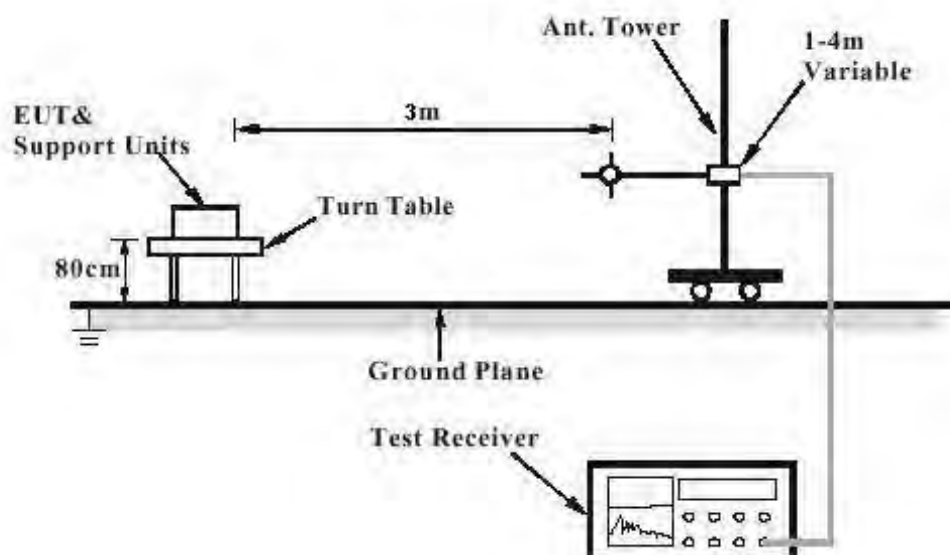 Ant. Tower
1-4m
Variable
3m
EUT&
Support Units
Turn Table
80cm
Ground Plane
Test Receiver